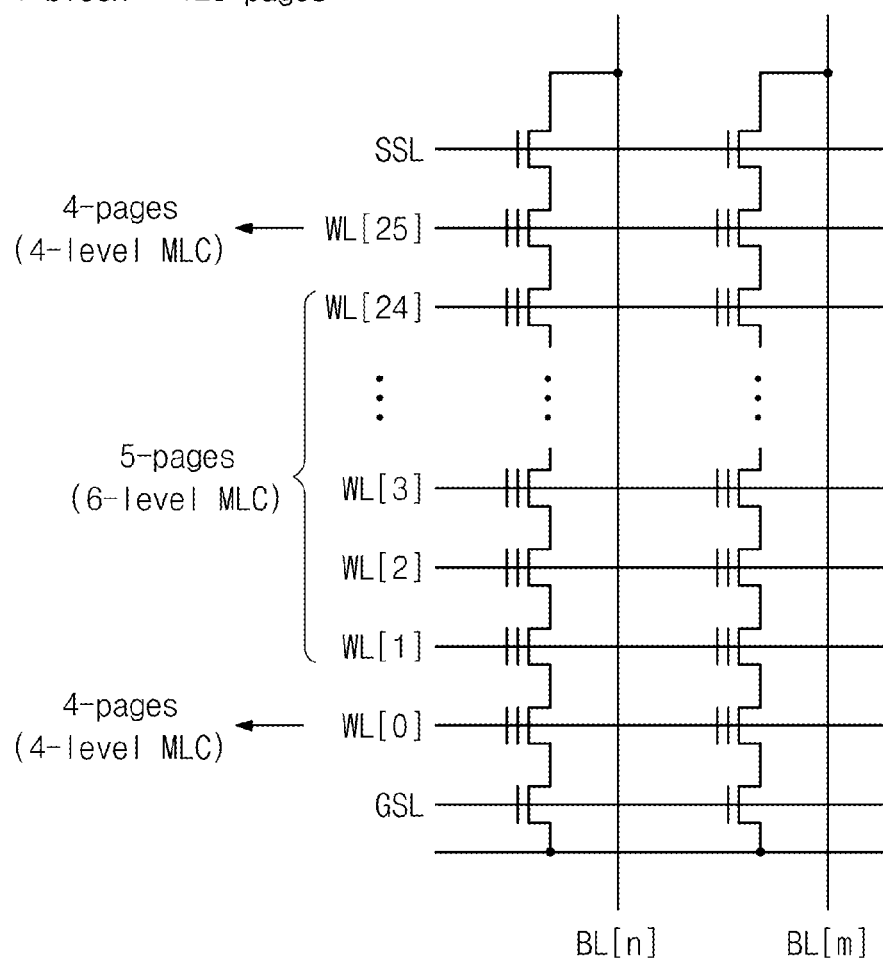 SSL
4-pages
(4-level MLC)
WL[25]
WL[24]
5-pages
(6-level MLC)
WL[3]
WL[2]
WL[1]
4-pages
(4-level MLC)
WL[0]
GSL
BL[n] BL[m]